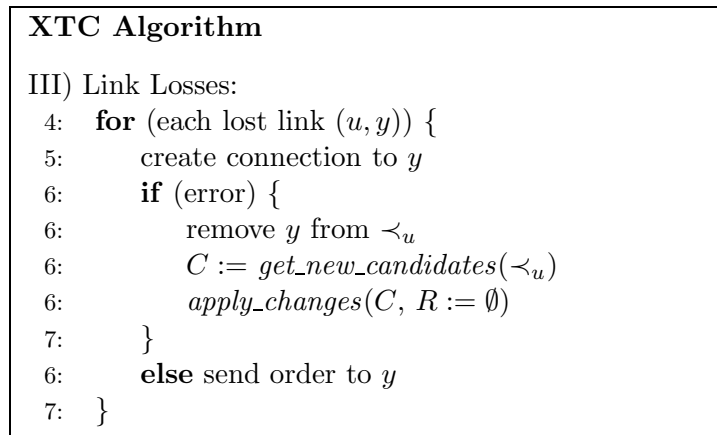 XTC Algorithm
III) Link Losses:
4: for (each lost link (u, y)) {
5: create connection to y
6: if (error) {
6: remove y from ≺u
6: C := get_new_candidates(≺u)
6: apply_changes(C, R := ∅)
7: }
6: else send order to y
7: }